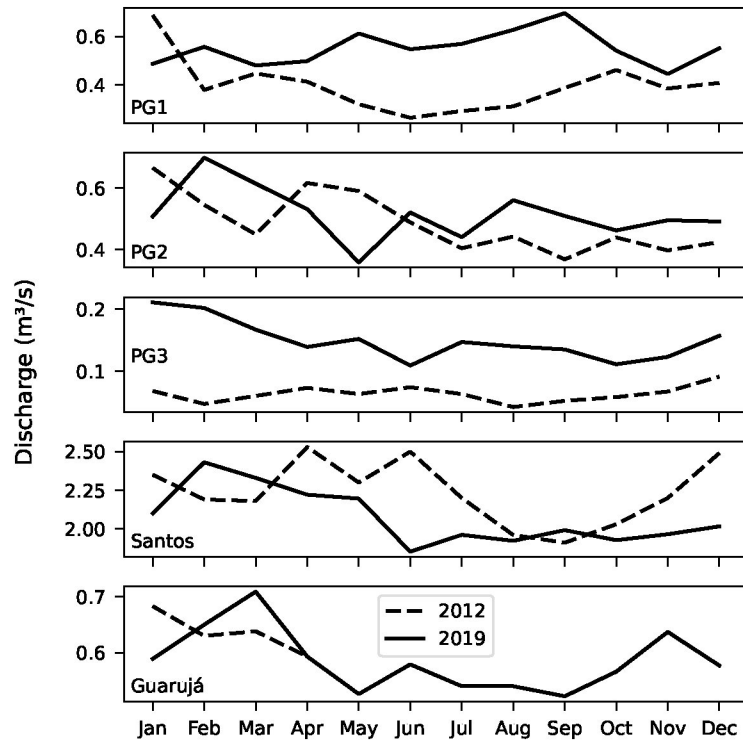 Discharge (m³/s)
0.6
0.4
PG1
0.6
0.4
PG2
0.2
0.1
PG3
2.50
2.25
2.00
Santos
0.7
0.6
Guarujá
2012
2019
Jan Feb Mar Apr May Jun Jul Aug Sep Oct Nov Dec